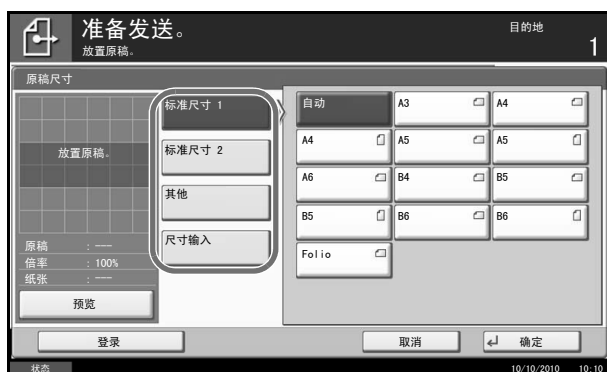 准备发送。
放置原稿。
目的地
1
原稿尺寸
放置原稿。
原稿 : ---
倍率 : 100%
纸张 : ---
预览
标准尺寸 1
标准尺寸 2
其他
尺寸输入
自动 A3 A4
A4 A5 A5
A6 B4 B5
B5 B6 B6
Folio
登录 取消 确定
状态 10/10/2010 10:10